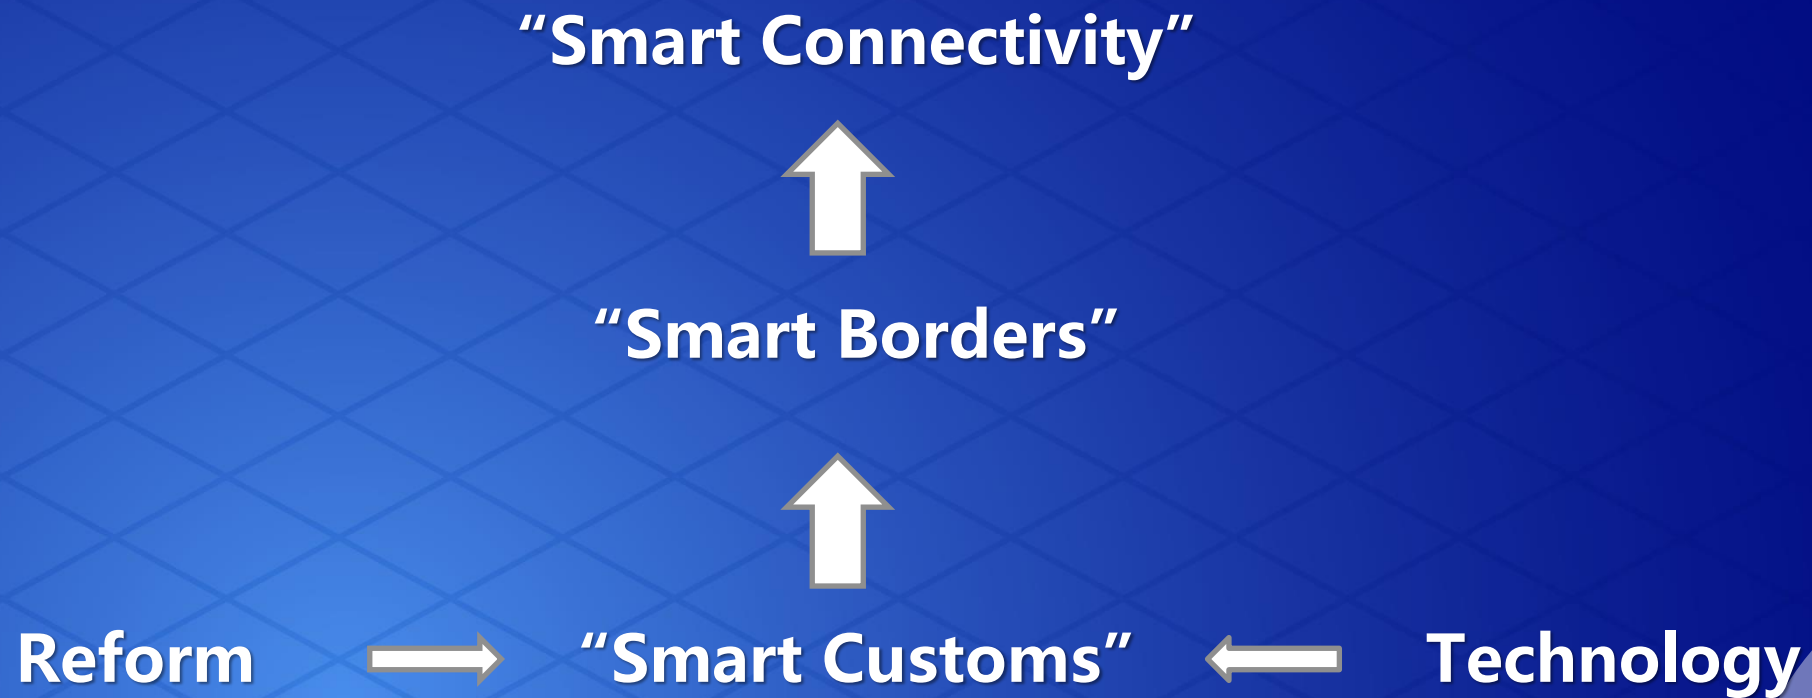 “Smart Connectivity”
“Smart Borders”
Reform “Smart Customs” Technology